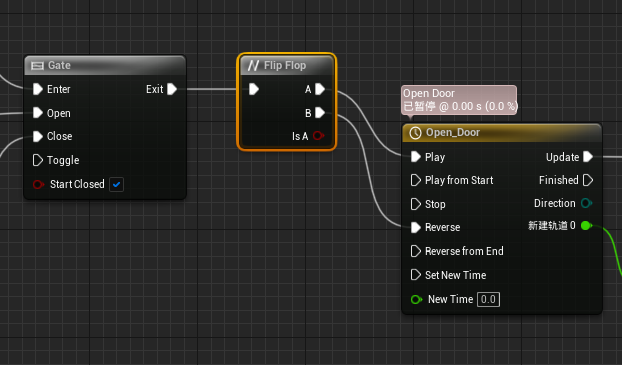 Gate
Enter
Exit
Open
Close
Toggle
Start Closed
Flip Flop
A
B
Is A
Open Door
已暂停 @ 0.00 s (0.0 %)
Open_Door
Play
Update
Play from Start
Finished
Stop
Direction
Reverse
新建轨道 0
Reverse from End
Set New Time
New Time 0.0